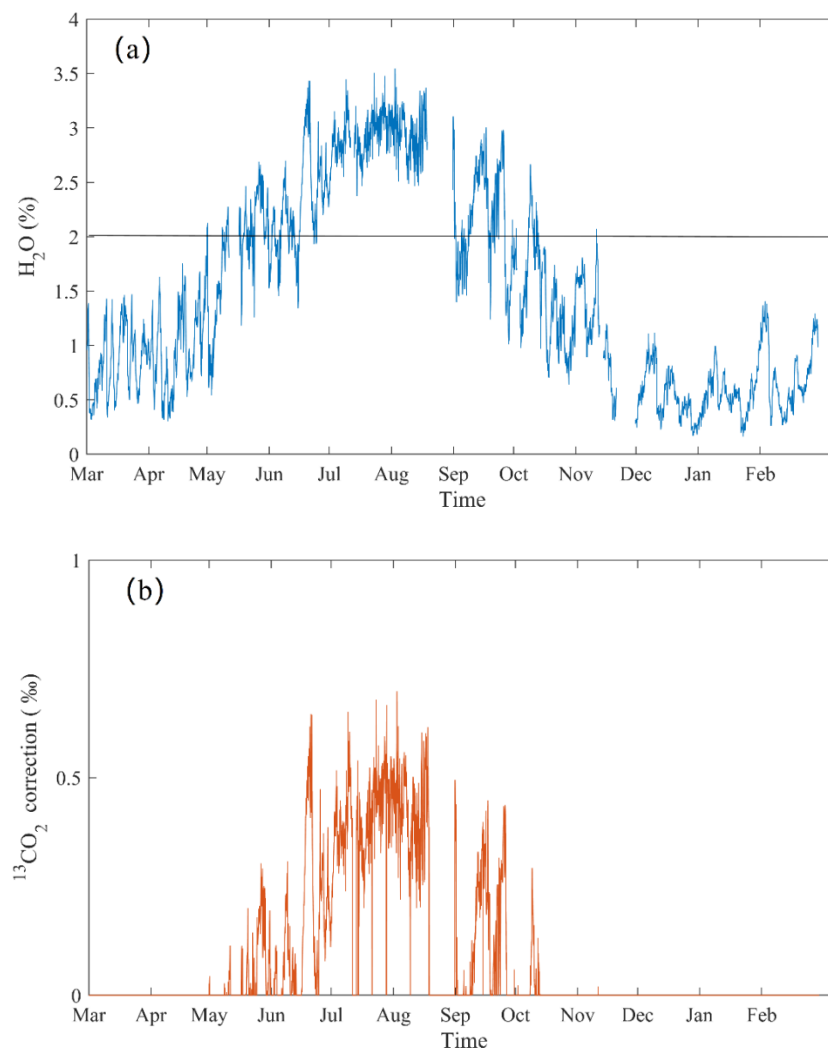 (a)
4
3.5
3
2.5
2
1.5
1
0.5
0
H₂O (%)
Mar Apr May Jun Jul Aug Sep Oct Nov Dec Jan Feb
Time
(b)
1
0.5
0
¹³CO₂ correction ( ‰)
Mar Apr May Jun Jul Aug Sep Oct Nov Dec Jan Feb
Time